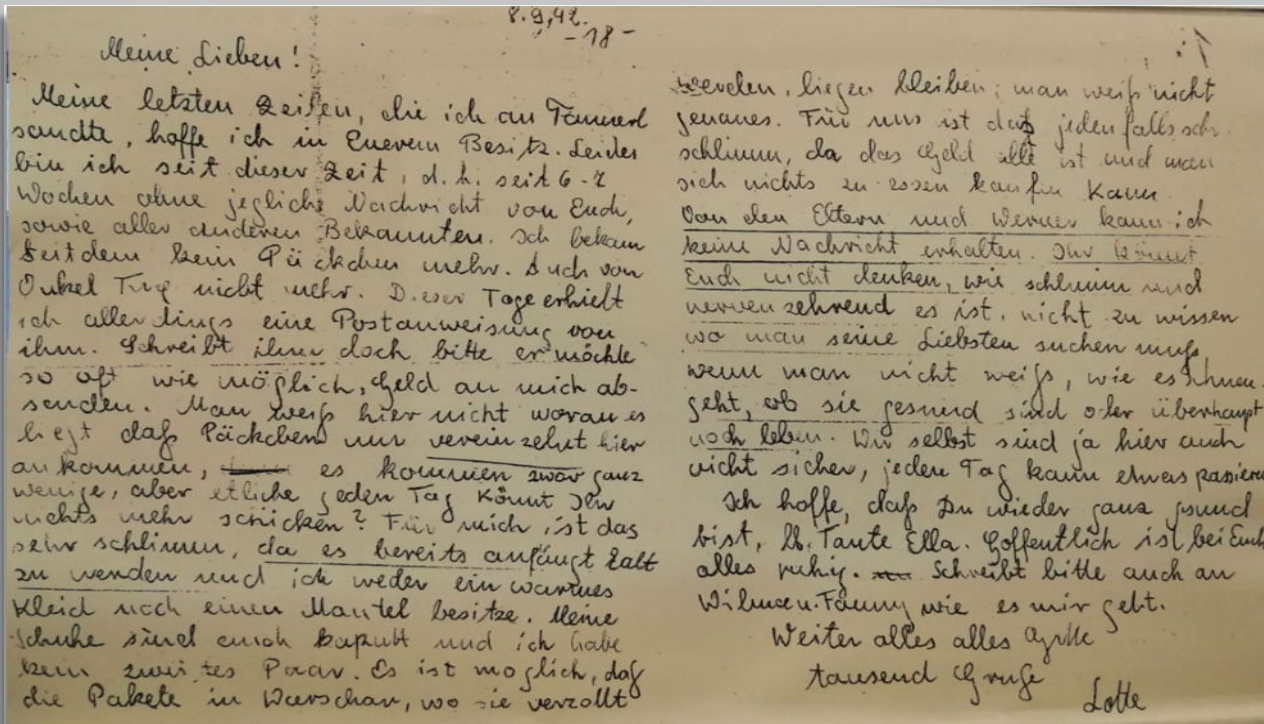 8.9.42.
-18-
Meine Lieben!
Meine letzten Zeilen, die ich an Tannerl
sandte, hoffe ich in Euerem Besitz. Leider
bin ich seit dieser Zeit, d.h. seit 6-7
Wochen ohne jegliche Nachricht von Euch,
sowie aller anderen Bekannten. Ich bekam
seitdem kein Päckchen mehr. Auch von
Onkel nicht mehr. Dieser Tage erhielt
ich allerdings eine Postanweisung von
ihm. Schreibt ihm doch bitte er möchte
so oft wie möglich, Geld an mich ab-
senden. Man weiß hier nicht woran es
liegt daß Päckchen nur vereinzelnt hier
ankommen, es kommen zwar ganz
wenige, aber etliche jeden Tag Könnt Ihr
nichts mehr schicken? Für mich ist das
sehr schlimm, da es bereits anfängt kalt
zu werden und ich weder ein warmes
Kleid noch einen Mantel besitze. Meine
Schuhe sind auch kaputt und ich habe
kein zweites Paar. Es ist möglich, daß
die Pakete in Warschau, wo sie verzollt
werden, liegen bleiben; man weiß nicht
genaues. Für uns ist daß jedenfalls sehr
schlimm, da das Geld alle ist und man
sich nichts zu essen kaufen kann
Von den Eltern und Werner kann ich
keine Nachricht erhalten. Ihr könnt
Euch nicht denken, wie schlimm und
nervenzehrend es ist, nicht zu wissen
wo man seine Liebsten suchen muß,
wenn man nicht weiß, wie es ihnen
geht, ob sie gesund sind oder überhaupt
noch leben. Wir selbst sind ja hier auch
nicht sicher, jeden Tag kann etwas passieren
Ich hoffe, daß Du wieder ganz gsund
bist, lb. Tante Ella. Hoffentlich ist bei Euch
alles ruhig. Schreibt bitte auch an
Wilma u. Fanny wie es mir geht.
Weiter alles alles Gute
tausend Grüße
Lotte